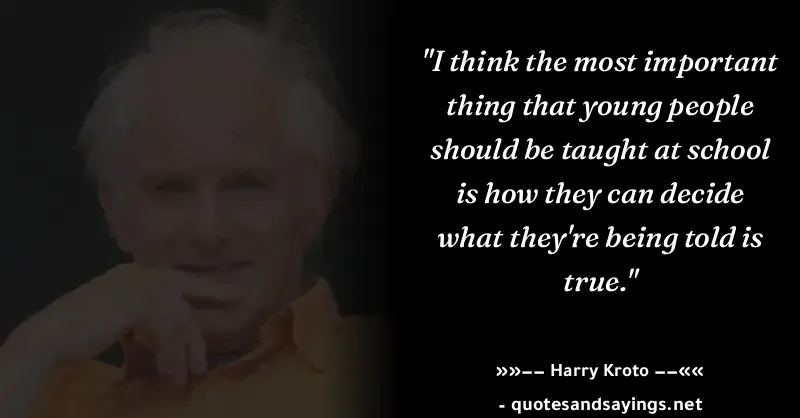 "I think the most important
thing that young people
should be taught at school
is how they can decide
what they're being told is
true."
»»–– Harry Kroto ––««
- quotesandsayings.net